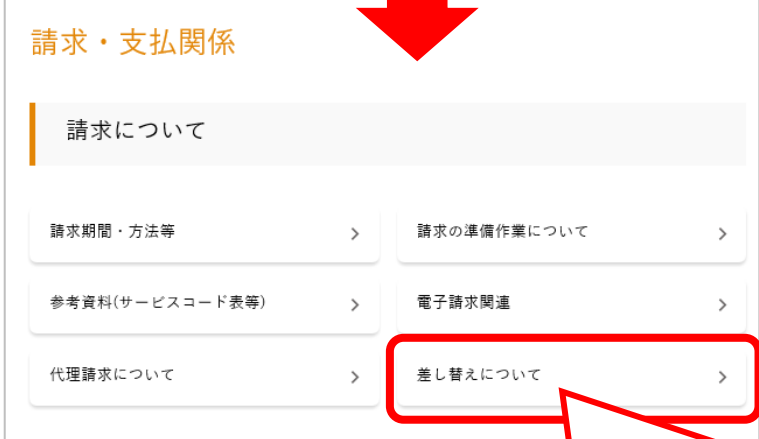 請求・支払関係
請求について
請求期間・方法等
請求の準備作業について
参考資料(サービスコード表等)
電子請求関連
代理請求について
差し替えについて